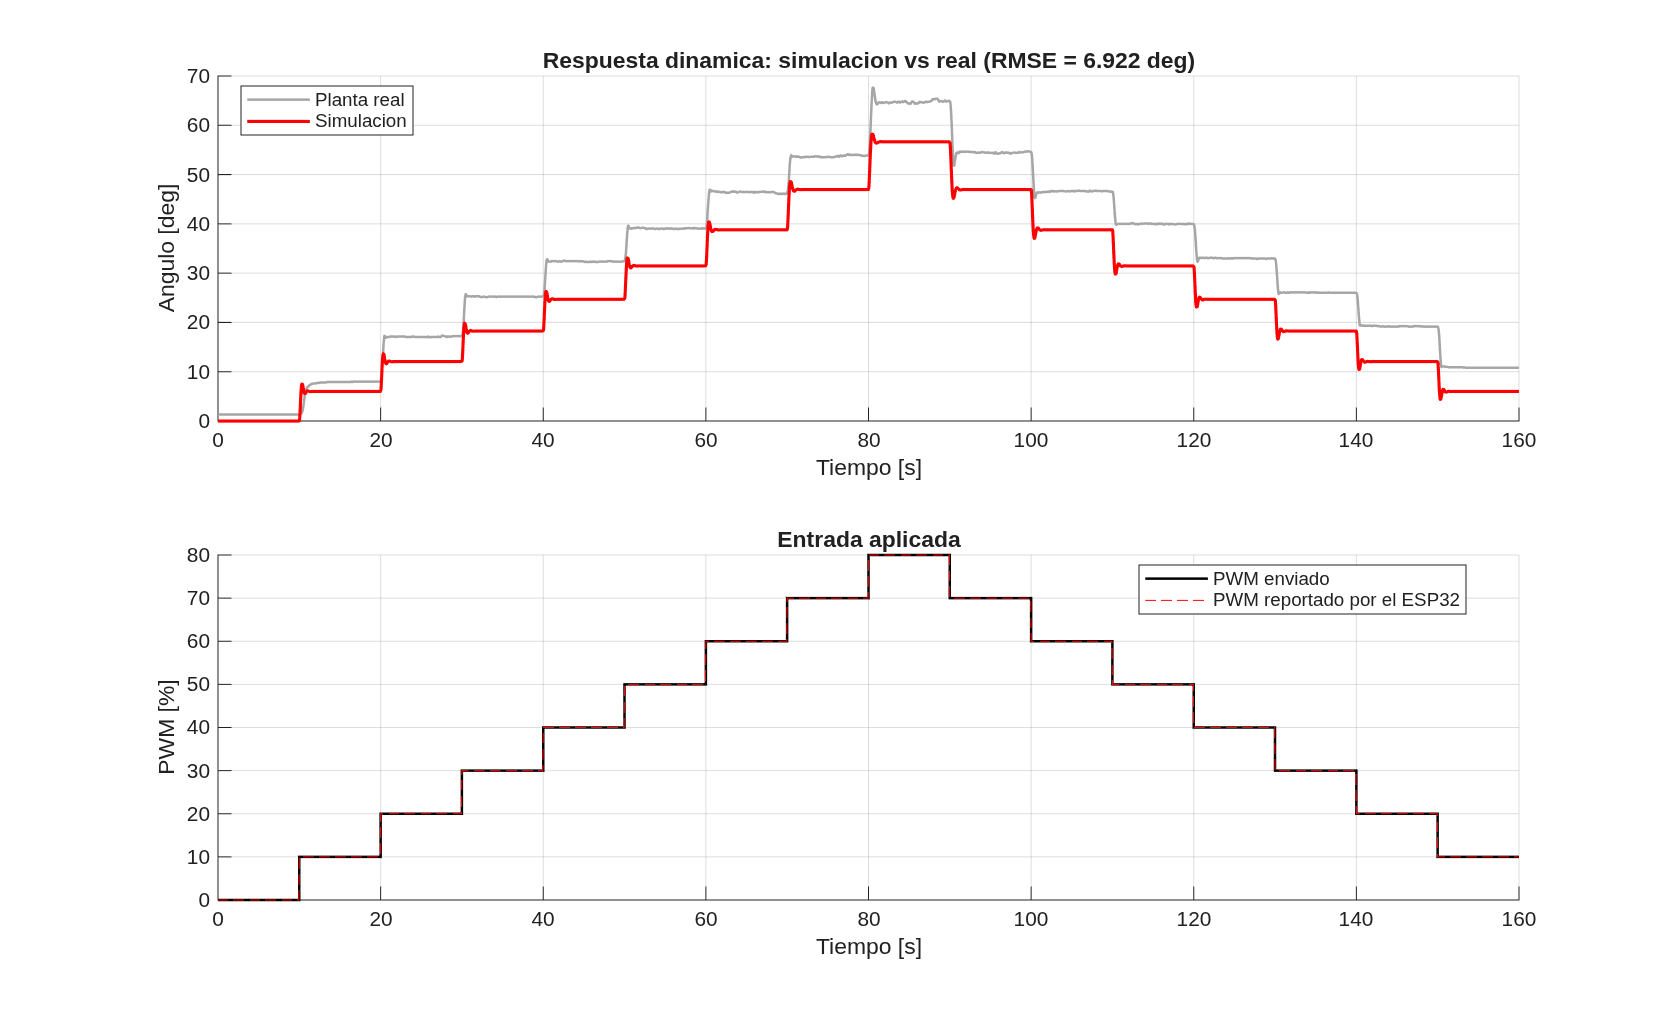 Respuesta dinamica: simulacion vs real (RMSE = 6.922 deg)
Planta real
Simulacion
Angulo [deg]
70
60
50
40
30
20
10
0
0 20 40 60 80 100 120 140 160
Tiempo [s]
Entrada aplicada
PWM enviado
PWM reportado por el ESP32
PWM [%]
80
70
60
50
40
30
20
10
0
0 20 40 60 80 100 120 140 160
Tiempo [s]